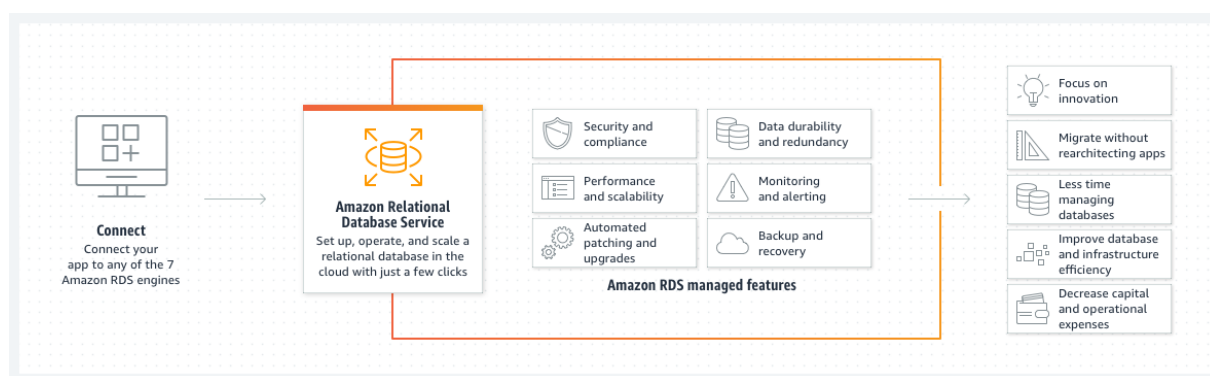 Connect
Connect your
app to any of the 7
Amazon RDS engines
Amazon Relational
Database Service
Set up, operate, and scale a
relational database in the
cloud with just a few clicks
Security and
compliance
Data durability
and redundancy
Performance
and scalability
Monitoring
and alerting
Automated
patching and
upgrades
Backup and
recovery
Amazon RDS managed features
Focus on
innovation
Migrate without
rearchitecting apps
Less time
managing
databases
Improve database
and infrastructure
efficiency
Decrease capital
and operational
expenses